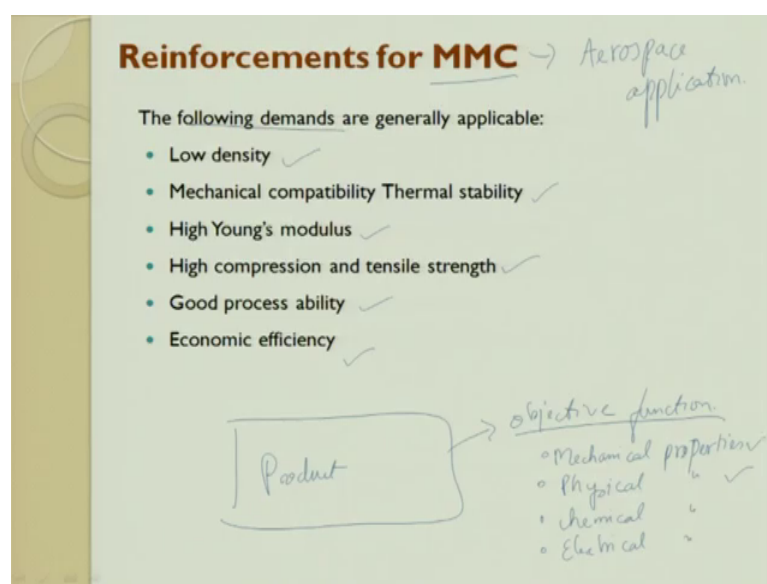 Reinforcements for MMC → Aerospace
application.
The following demands are generally applicable:
• Low density ✓
• Mechanical compatibility Thermal stability ✓
• High Young's modulus ✓
• High compression and tensile strength ✓
• Good process ability ✓
• Economic efficiency ✓
Product → objective function.
• Mechanical properties ✓
• Physical " ✓
• chemical "
• Electrical "